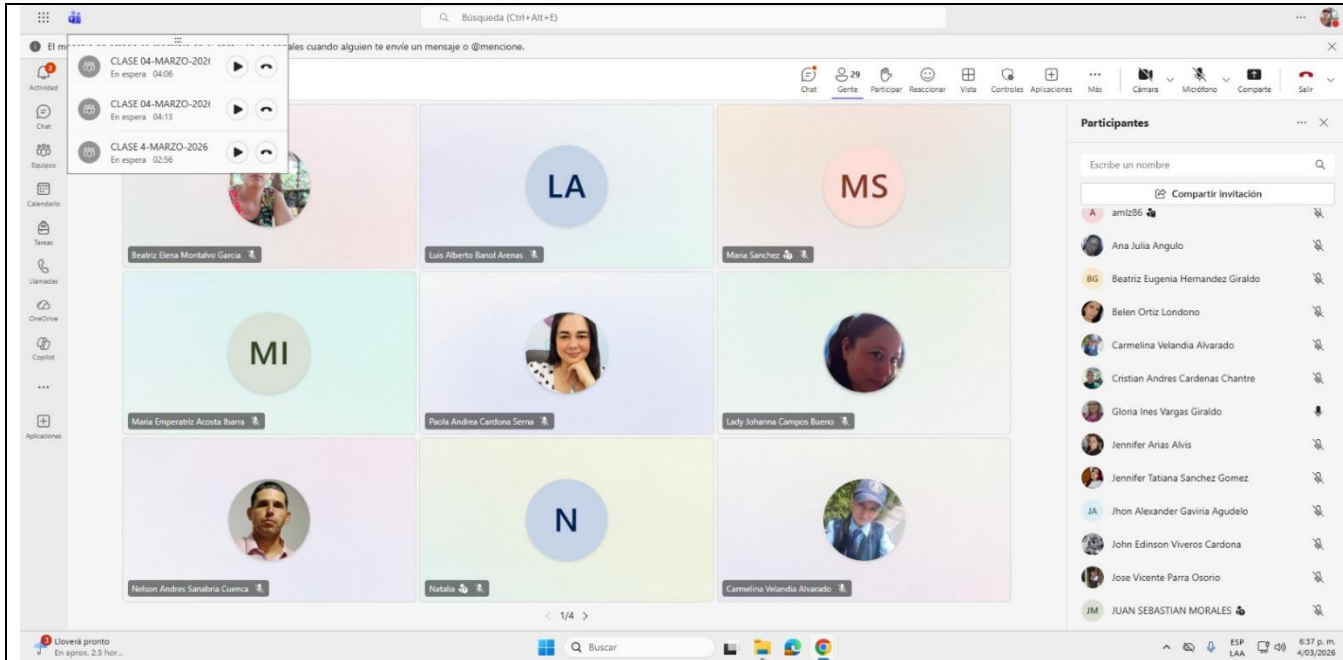 Búsqueda (Ctrl+Alt+E)
cuando alguien te envíe un mensaje o @mencione.
CLASE 04-MARZO-2026
En espera 04:06
CLASE 04-MARZO-2026
En espera 04:13
CLASE 4-MARZO-2026
En espera 02:56
Actividad
Chat
Equipos
Calendario
Tareas
Llamadas
OneDrive
Copilot
Aplicaciones
Chat
29
Gente
Participar
Reaccionar
Vista
Controles
Aplicaciones
Más
Cámara
Micrófono
Comparte
Salir
Beatriz Elena Montalvo Garcia
LA
Luis Alberto Banol Arenas
MS
Maria Sanchez
MI
Maria Emperatriz Acosta Ibarra
Paola Andrea Cardona Serna
Lady Johanna Campos Bueno
Nelson Andres Sanabria Cuenca
N
Natalia
Carmelina Velandia Alvarado
1/4
Participantes
Escribe un nombre
Compartir invitación
A amlz86
Ana Julia Angulo
BG Beatriz Eugenia Hernandez Giraldo
Belen Ortiz Londono
Carmelina Velandia Alvarado
Cristian Andres Cardenas Chantre
Gloria Ines Vargas Giraldo
Jennifer Arias Alvis
Jennifer Tatiana Sanchez Gomez
JA Jhon Alexander Gaviria Agudelo
John Edinson Viveros Cardona
Jose Vicente Parra Osorio
JM JUAN SEBASTIAN MORALES
3
Lloverá pronto
En aprox. 2.5 hor...
Buscar
ESP
LAA
6:37 p. m.
4/03/2026